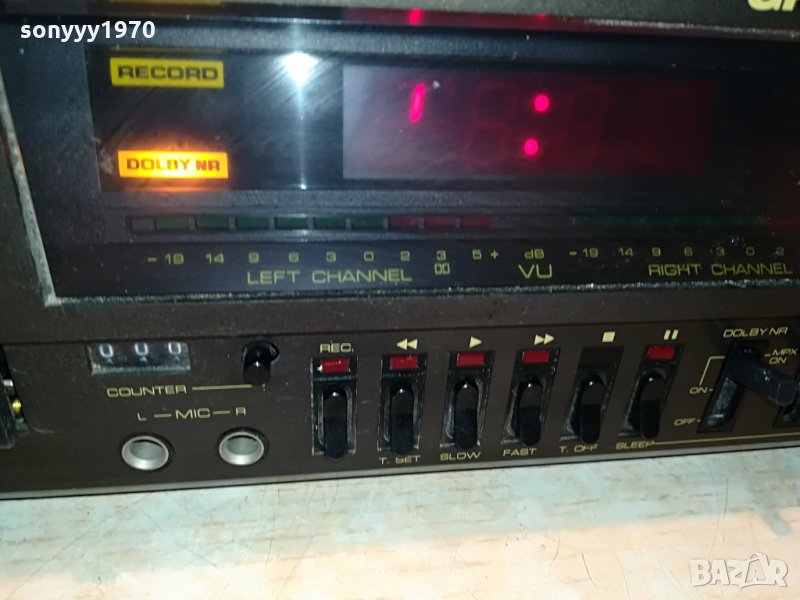 sonyyy1970
RECORD
1 :
DOLBY NR
- 19 14 9 6 3 0 2 3 5 + dB - 19 14 9 6 3 0 2
LEFT CHANNEL VU RIGHT CHANNEL
000
COUNTER
L - MIC - R
REC. ◀◀ ▶ ▶▶ ■ ▮▮
T. SET SLOW FAST T. OFF SLEEP
DOLBY NR
MPX
ON
ON
OFF
BAZAR